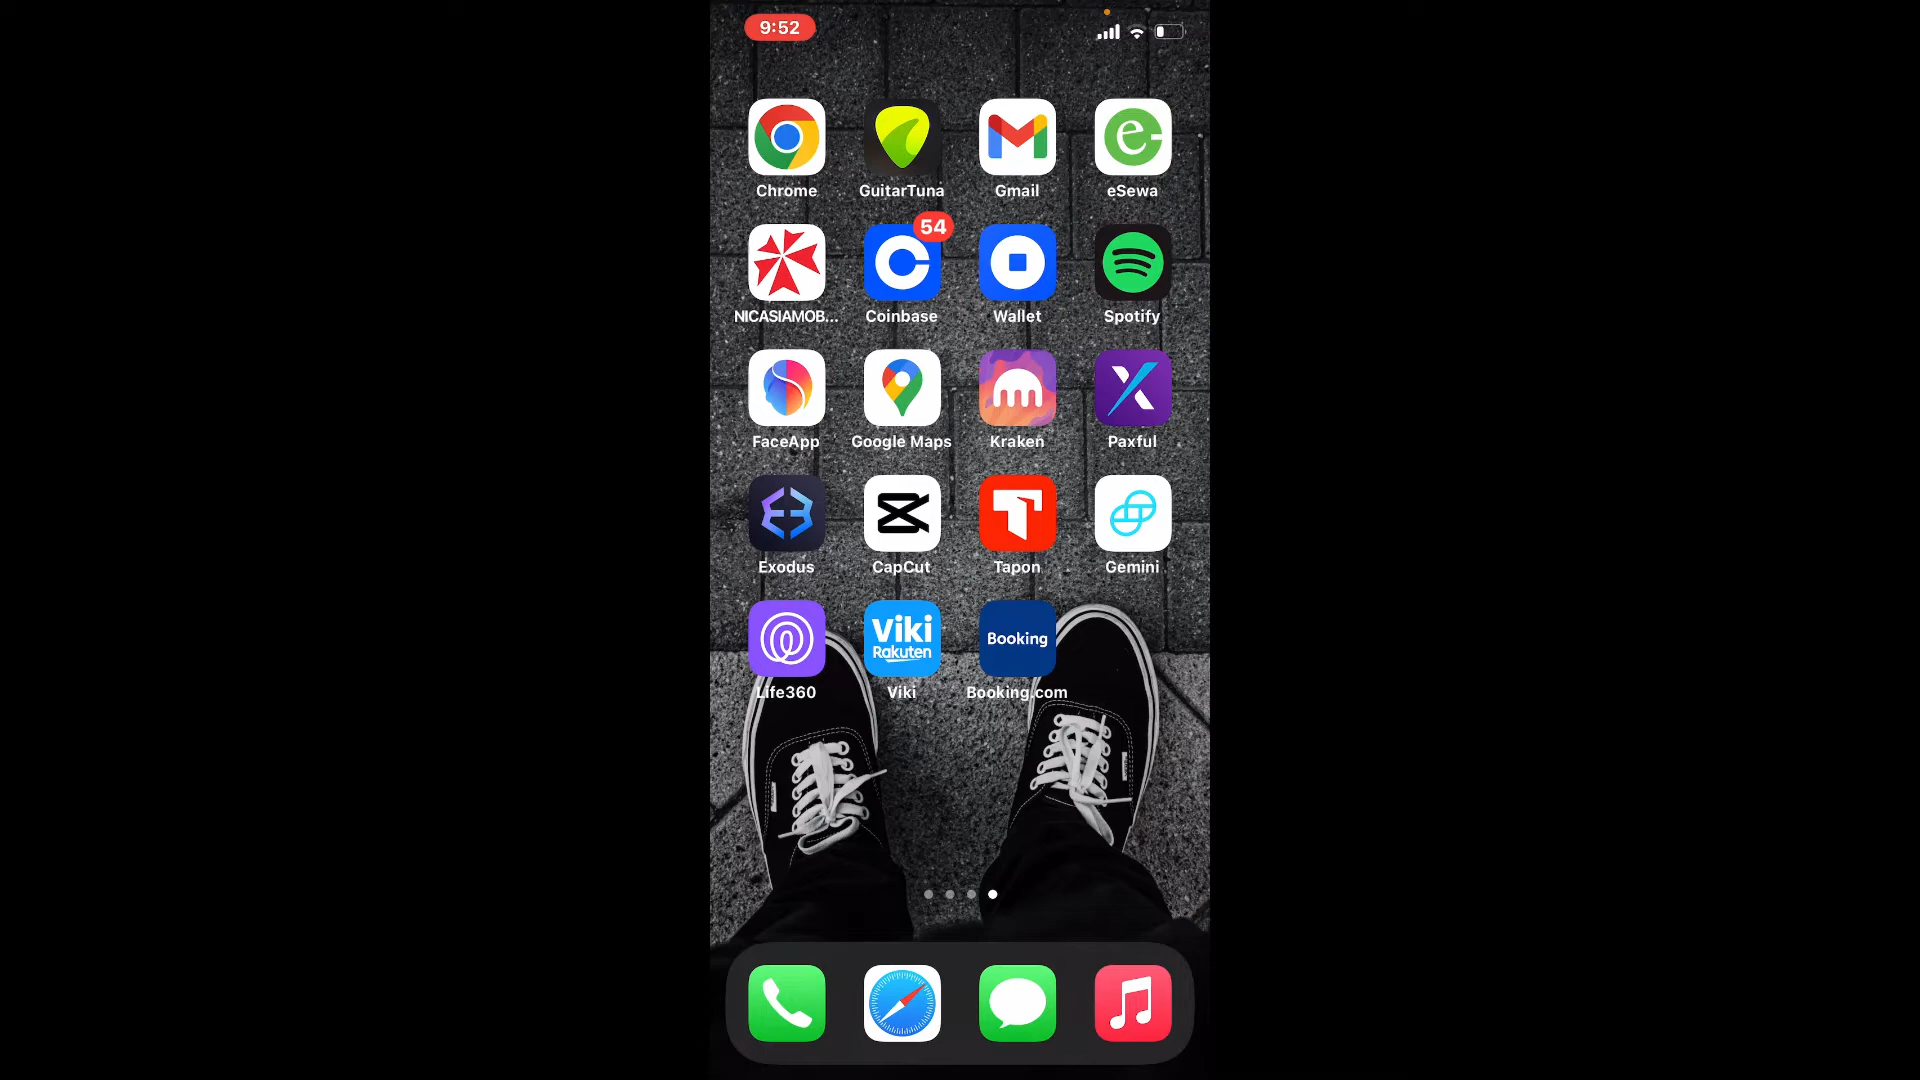 9:52
Chrome
GuitarTuna
Gmail
eSewa
54
NICASIAMOB...
Coinbase
Wallet
Spotify
FaceApp
Google Maps
Kraken
Paxful
Exodus
CapCut
Tapon
Gemini
Viki
Rakuten
Booking
Life360
Viki
Booking.com